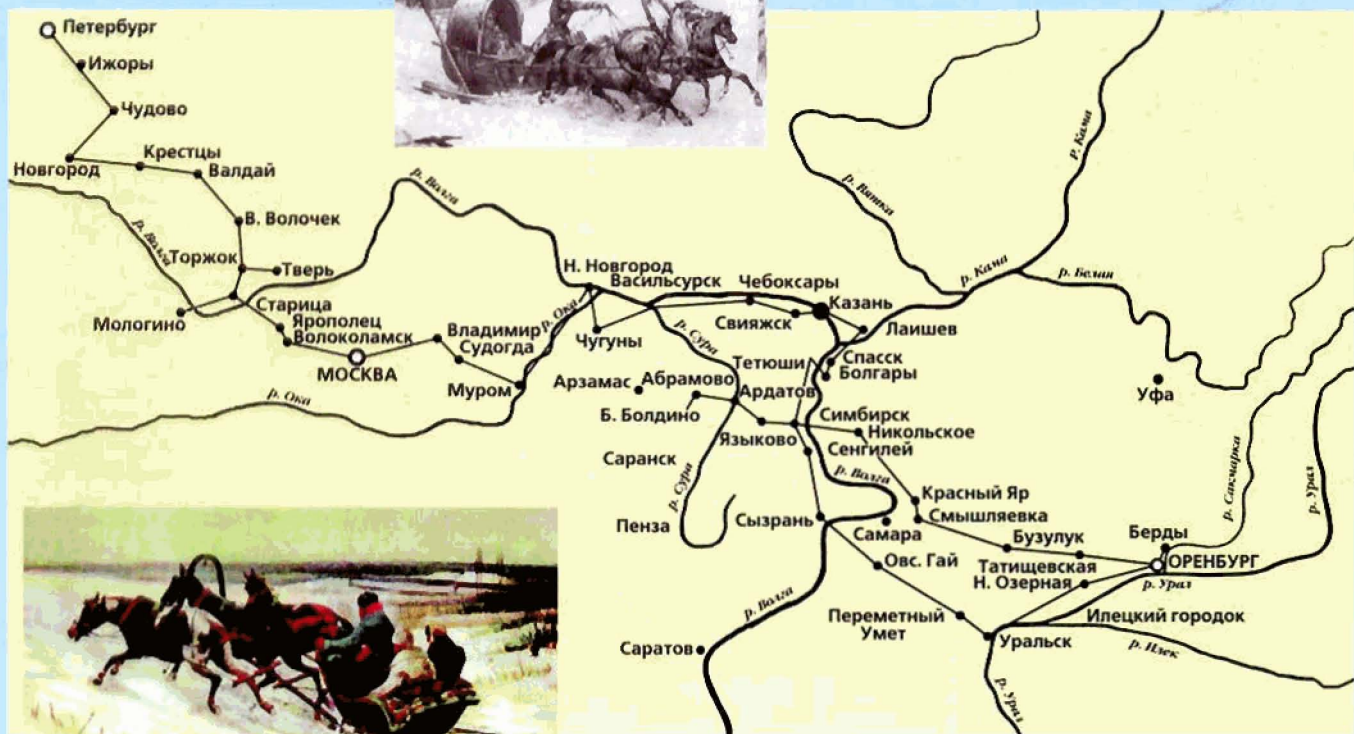 Петербург
Ижоры
Чудово
Новгород
Крестцы
Валдай
р. Волга
р. Волга
В. Волочек
Торжок
Тверь
Мологино
Старица
Ярополец
Волоколамск
МОСКВА
Владимир
Судогда
Муром
р. Ока
р. Ока
Н. Новгород
Васильсурск
Чугуны
Чебоксары
Свияжск
Казань
Лаишев
р. Вятка
Р. Кама
р. Кама
р. Белая
р. Сура
Тетюши
Спасск
Болгары
Уфа
Арзамас
Абрамово
Ардатов
Б. Болдино
Языково
Симбирск
Никольское
Сенгилей
Саранск
р. Сура
р. Волга
Пенза
Сызрань
Самара
Красный Яр
Смышляевка
Бузулук
Татищевская
Н. Озерная
Берды
ОРЕНБУРГ
р. Сакмарка
р. Урал
р. Урал
Овс. Гай
р. Волга
Переметный
Умет
Уральск
Илецкий городок
р. Илек
Саратов
р. Урал